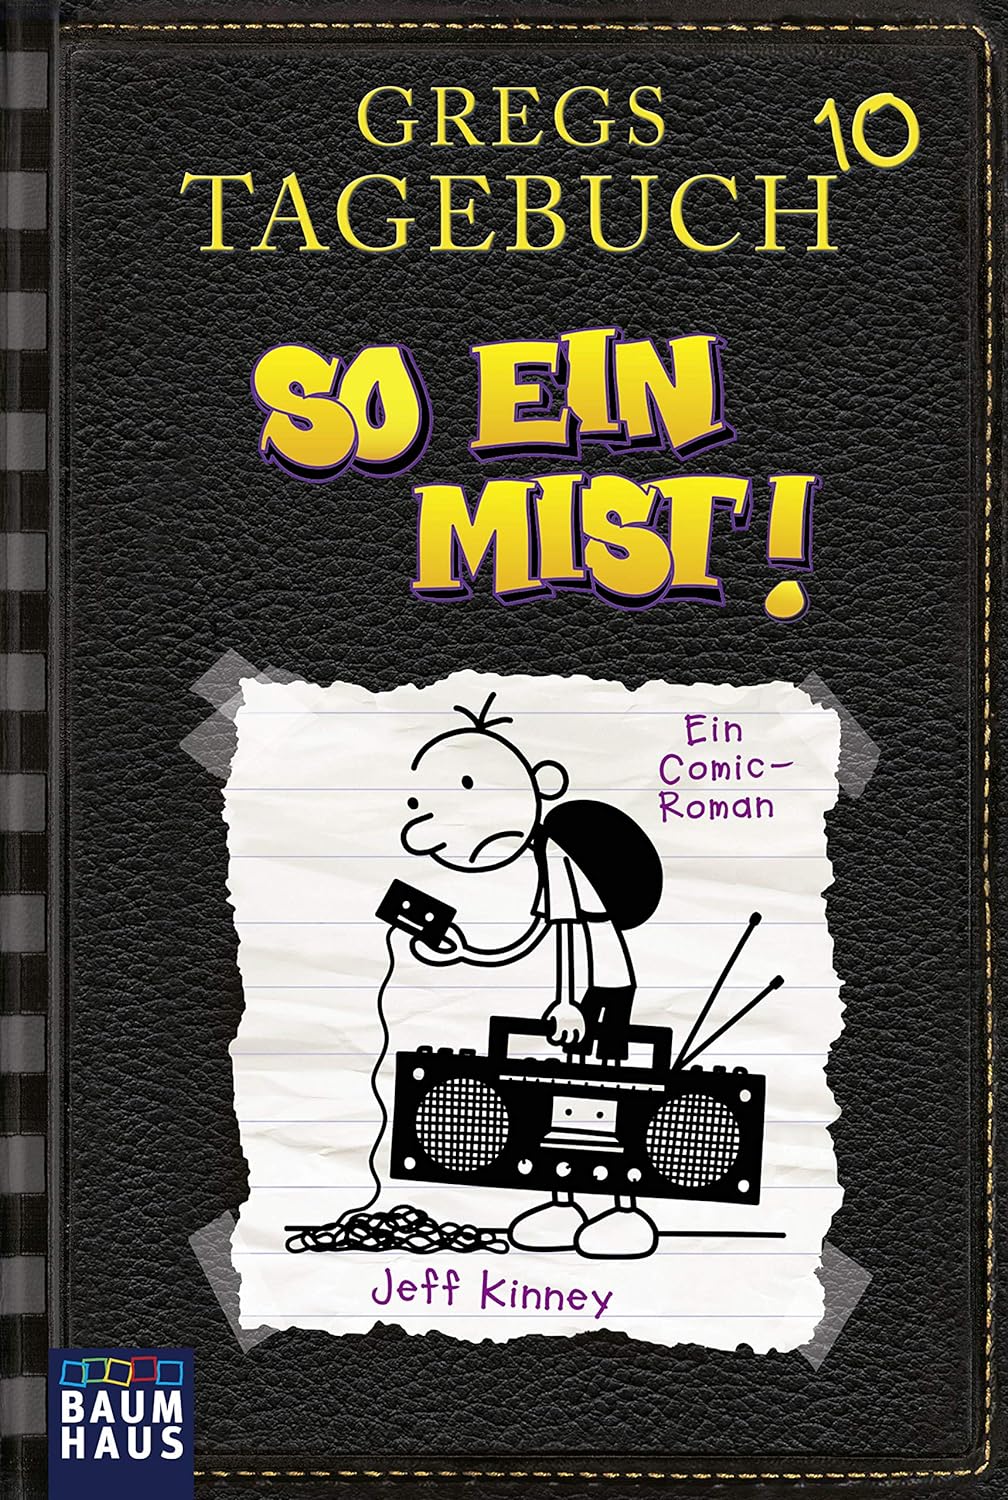 GREGS
TAGEBUCH 10
SO EIN
MIST!
Ein
Comic-
Roman
Jeff Kinney
BAUM
HAUS